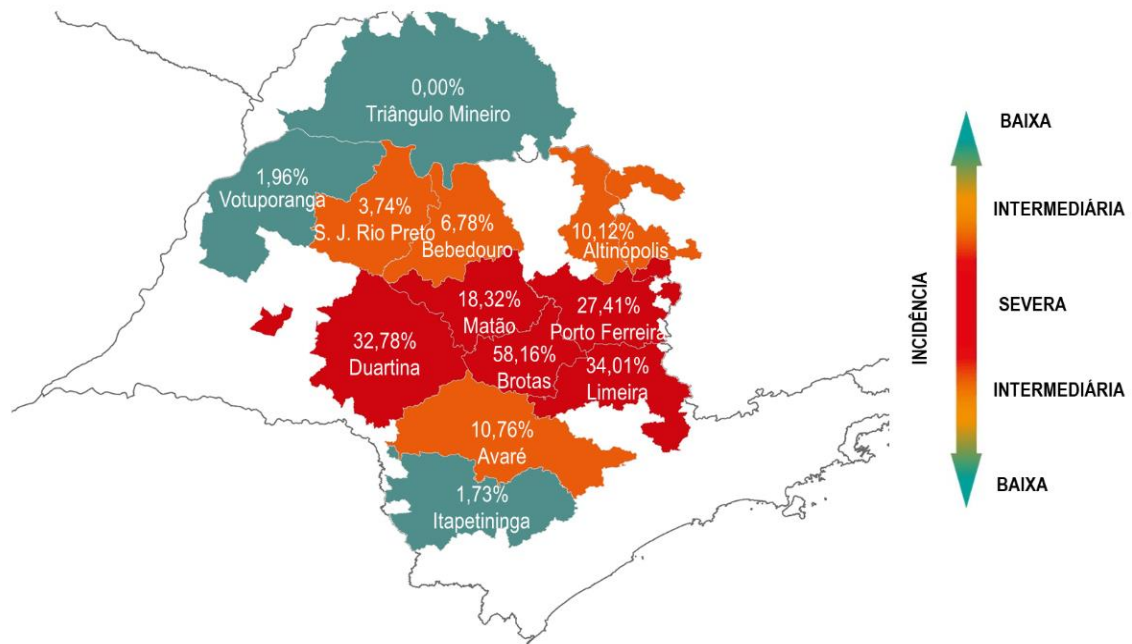 0,00%
Triângulo Mineiro
1,96%
Votuporanga
3,74%
S. J. Rio Preto
6,78%
Bebedouro
10,12%
Altinópolis
18,32%
Matão
27,41%
Porto Ferreira
32,78%
Duartina
58,16%
Brotas
34,01%
Limeira
10,76%
Avaré
1,73%
Itapetininga
INCIDÊNCIA
BAIXA
INTERMEDIÁRIA
SEVERA
INTERMEDIÁRIA
BAIXA